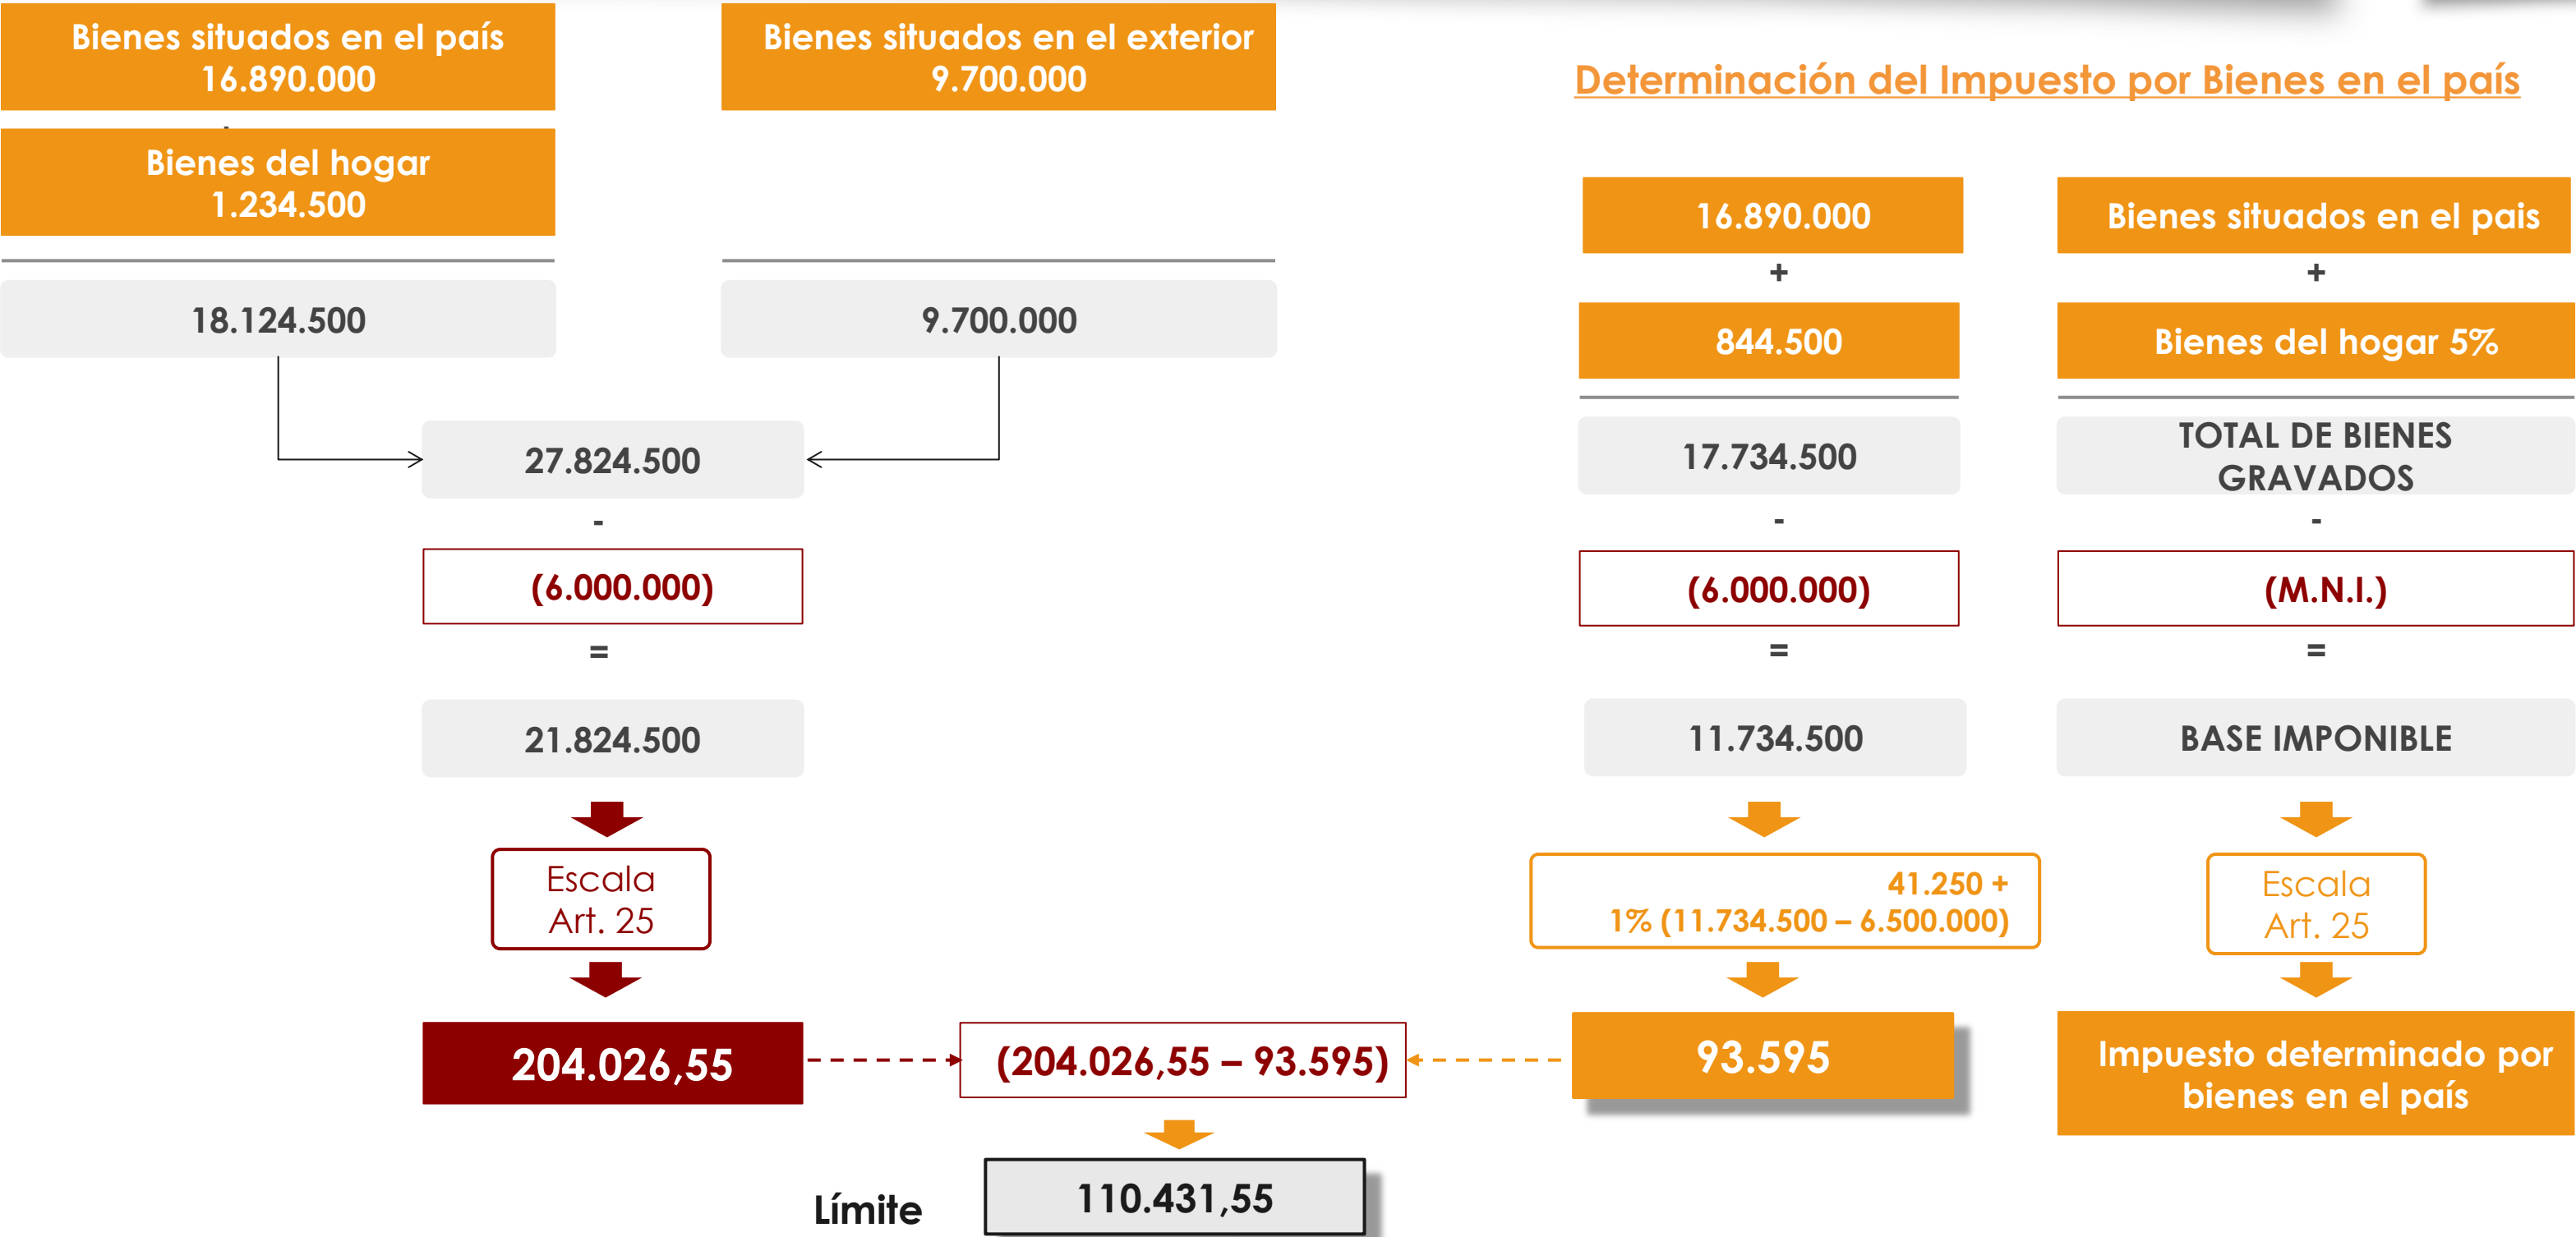 Bienes situados en el país
16.890.000
Bienes del hogar
1.234.500
18.124.500
Bienes situados en el exterior
9.700.000
9.700.000
27.824.500
-
(6.000.000)
=
21.824.500
Escala
Art. 25
204.026,55
(204.026,55 – 93.595)
Límite
110.431,55
Determinación del Impuesto por Bienes en el país
16.890.000
+
844.500
17.734.500
-
(6.000.000)
=
11.734.500
41.250 +
1% (11.734.500 – 6.500.000)
93.595
Bienes situados en el pais
+
Bienes del hogar 5%
TOTAL DE BIENES
GRAVADOS
-
(M.N.I.)
=
BASE IMPONIBLE
Escala
Art. 25
Impuesto determinado por
bienes en el país